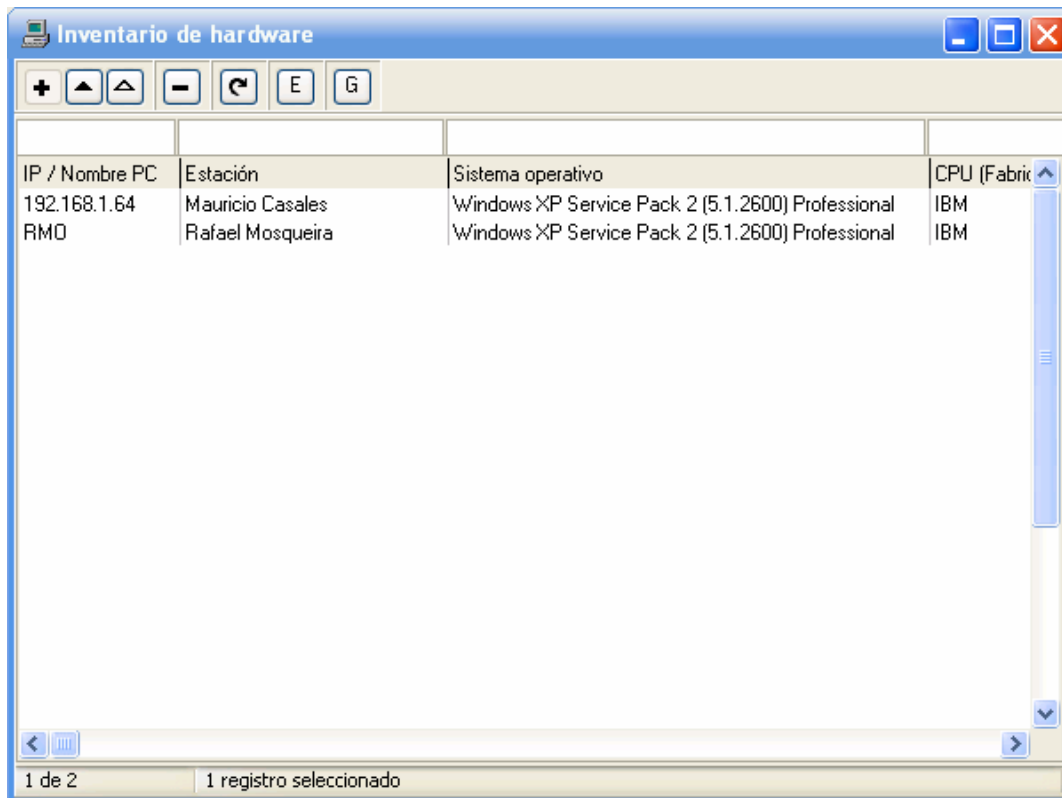 Inventario de hardware
E G
IP / Nombre PC Estación Sistema operativo CPU (Fabric
192.168.1.64 Mauricio Casales Windows XP Service Pack 2 (5.1.2600) Professional IBM
RMO Rafael Mosqueira Windows XP Service Pack 2 (5.1.2600) Professional IBM
1 de 2 1 registro seleccionado